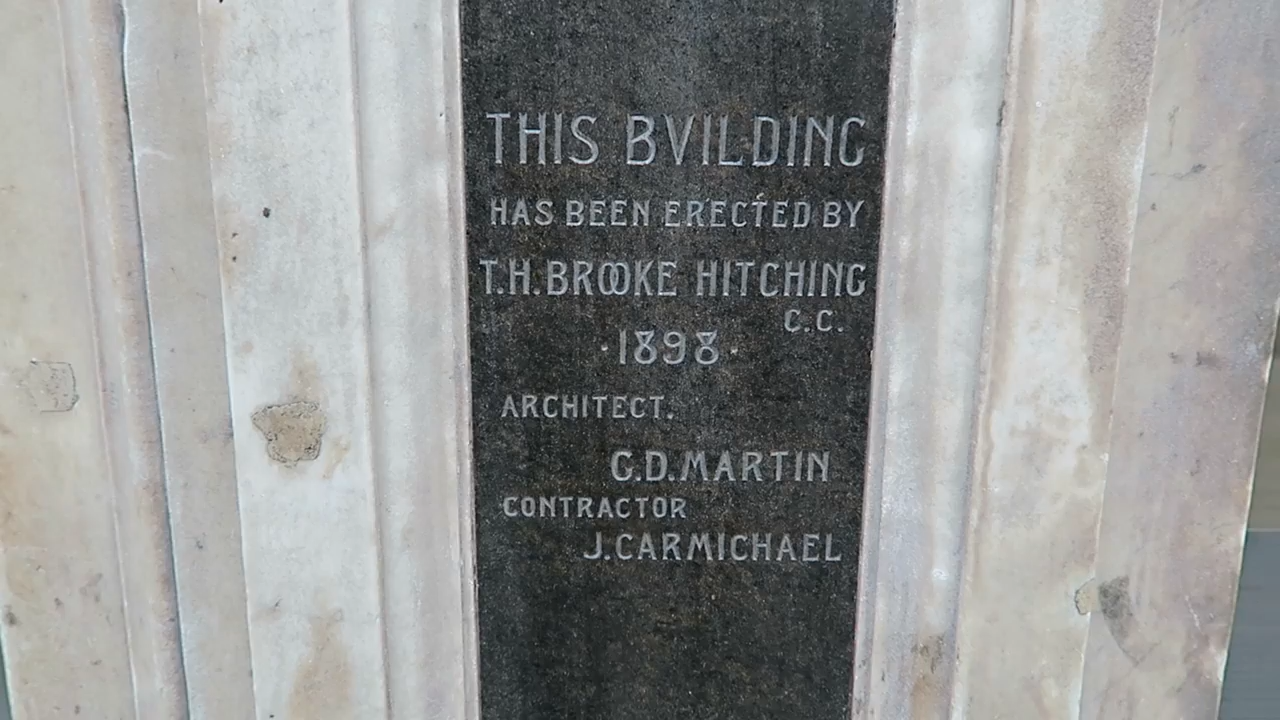 THIS BVILDING
HAS BEEN ERECTED BY
T.H.BROOKE HITCHING
C.C.
·1898·
ARCHITECT.
C.D.MARTIN
CONTRACTOR
J.CARMICHAEL